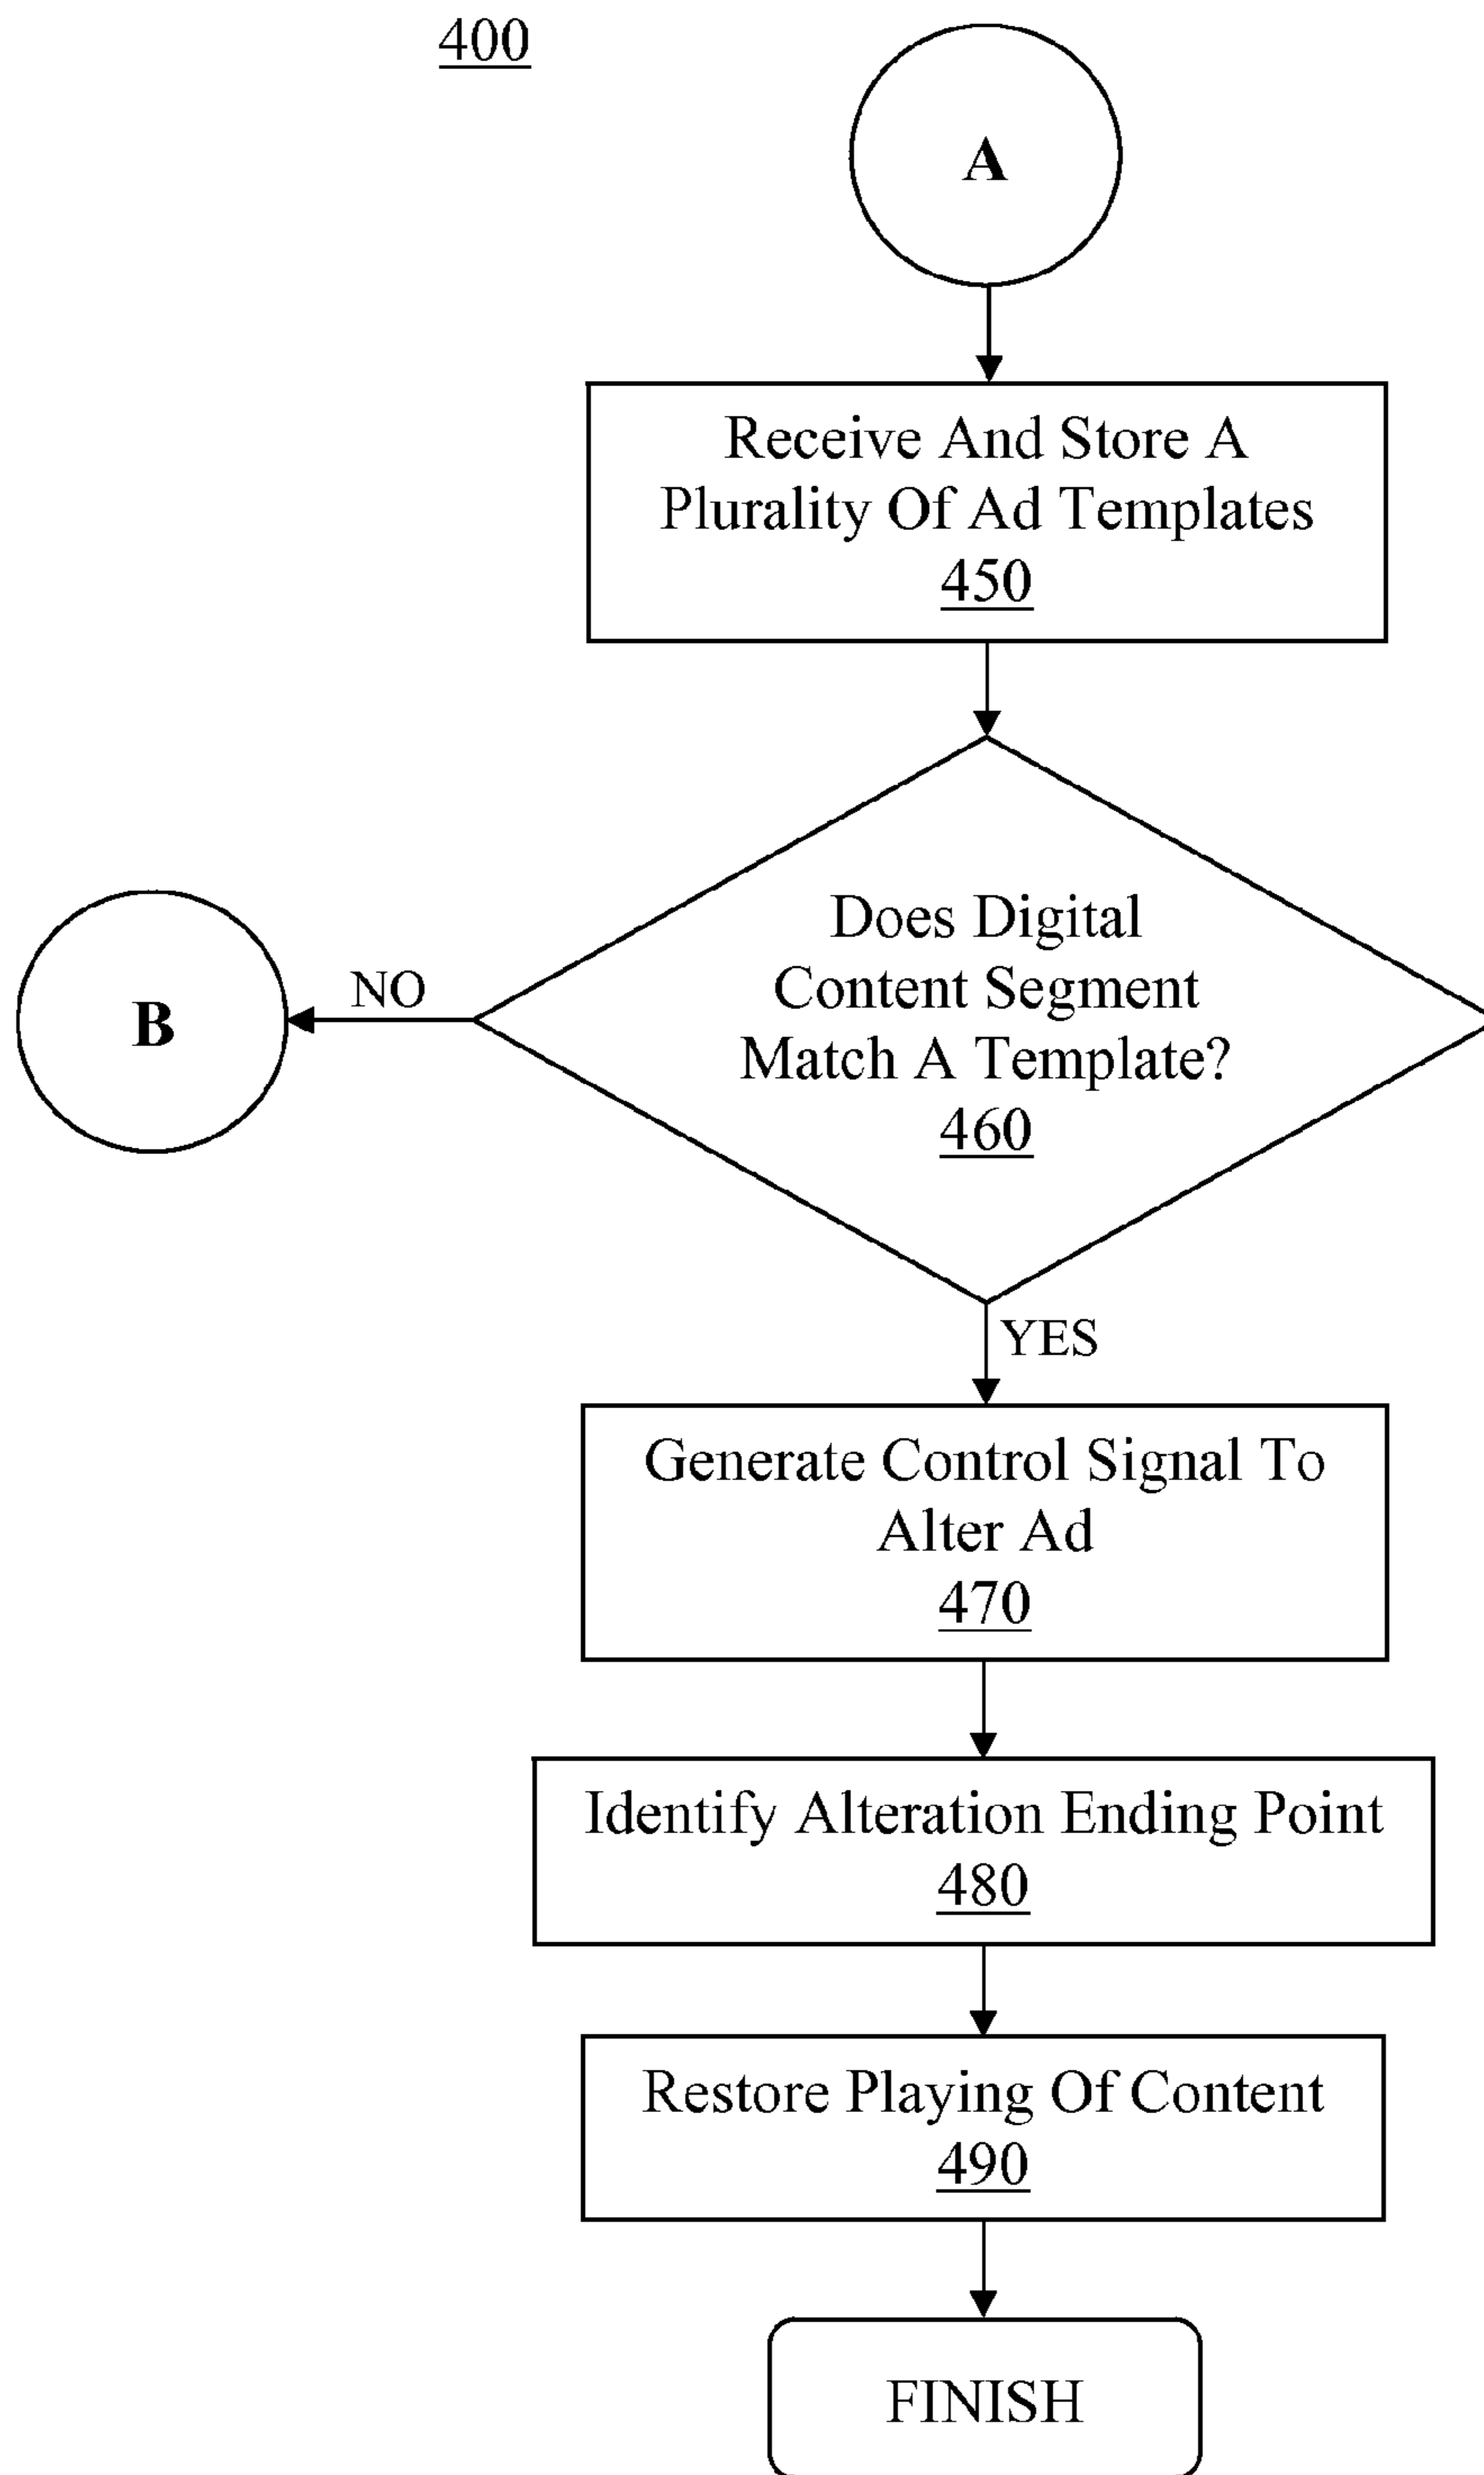 400
A
Receive And Store A
Plurality Of Ad Templates
450
Does Digital
Content Segment
Match A Template?
460
NO
B
YES
Generate Control Signal To
Alter Ad
470
Identify Alteration Ending Point
480
Restore Playing Of Content
490
FINISH